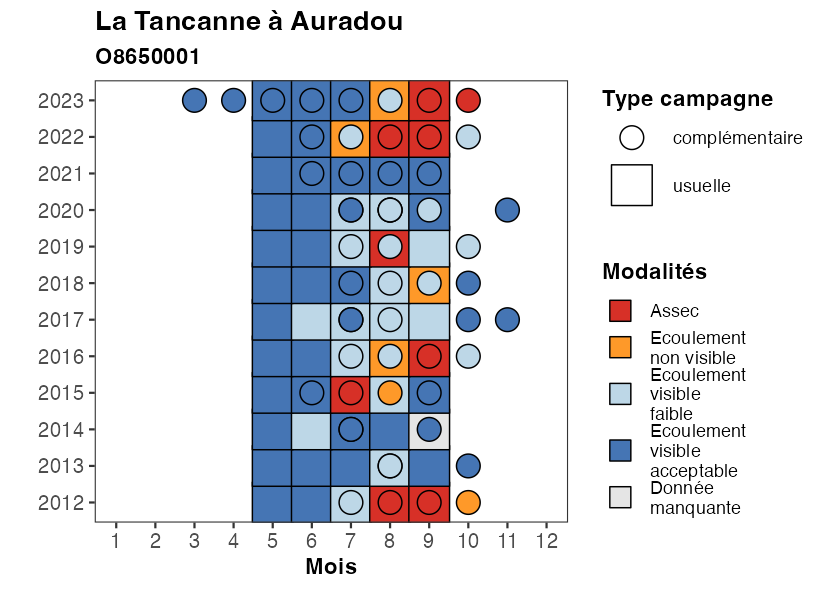 La Tancanne à Auradou
O8650001
2023
2022
2021
2020
2019
2018
2017
2016
2015
2014
2013
2012
1 2 3 4 5 6 7 8 9 10 11 12
Mois
Type campagne
complémentaire
usuelle
Modalités
Assec
Ecoulement
non visible
Ecoulement
visible
faible
Ecoulement
visible
acceptable
Donnée
manquante